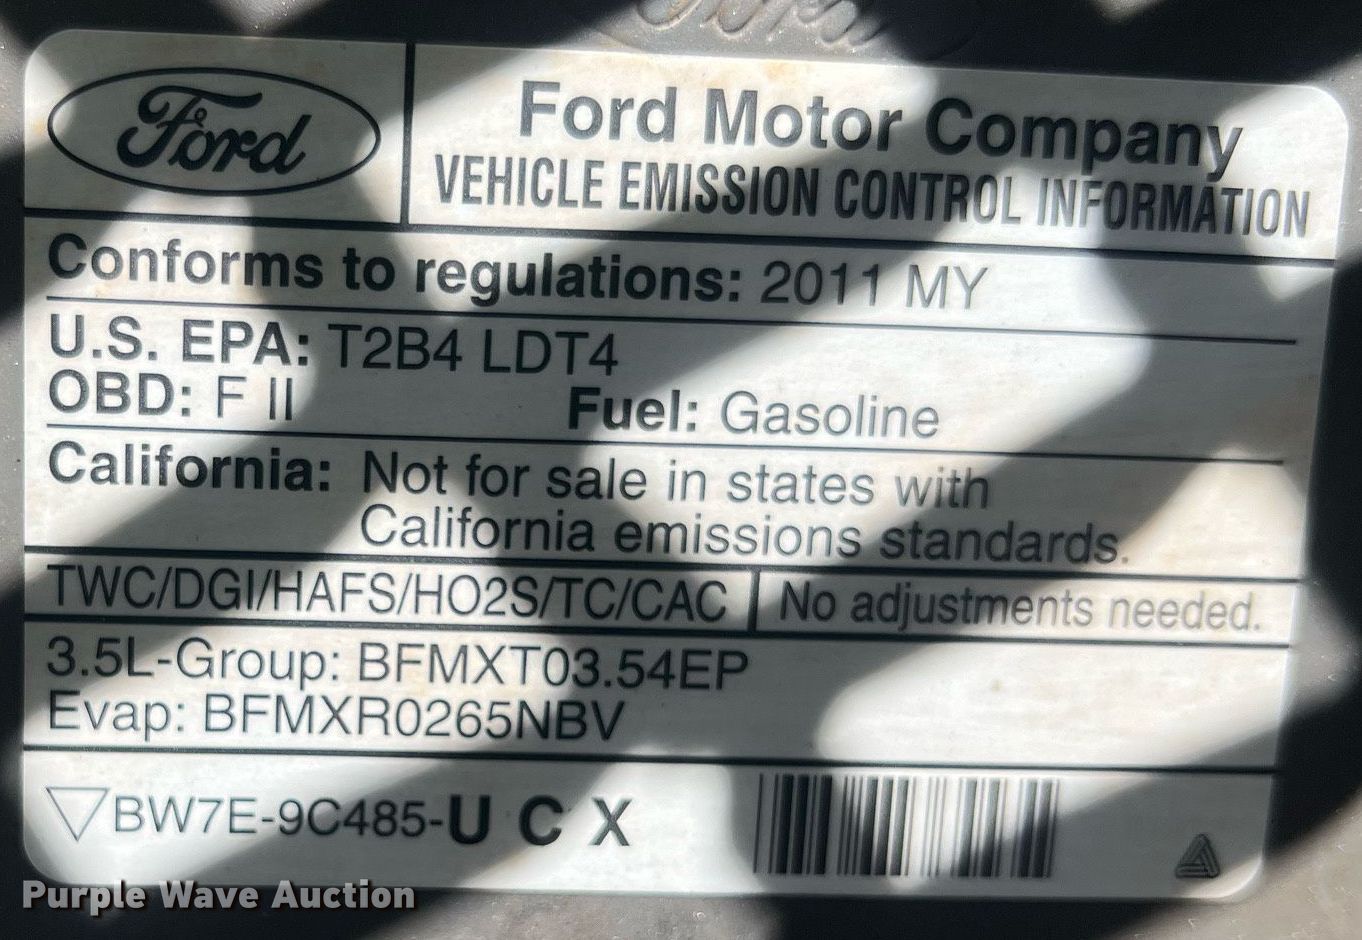 Ford
Ford
Ford Motor Company
VEHICLE EMISSION CONTROL INFORMATION
Conforms to regulations: 2011 MY
U.S. EPA: T2B4 LDT4
OBD: F II Fuel: Gasoline
California: Not for sale in states with
California emissions standards.
TWC/DGI/HAFS/HO2S/TC/CAC No adjustments needed.
3.5L-Group: BFMXT03.54EP
Evap: BFMXR0265NBV
BW7E-9C485-U C X
Purple Wave Auction